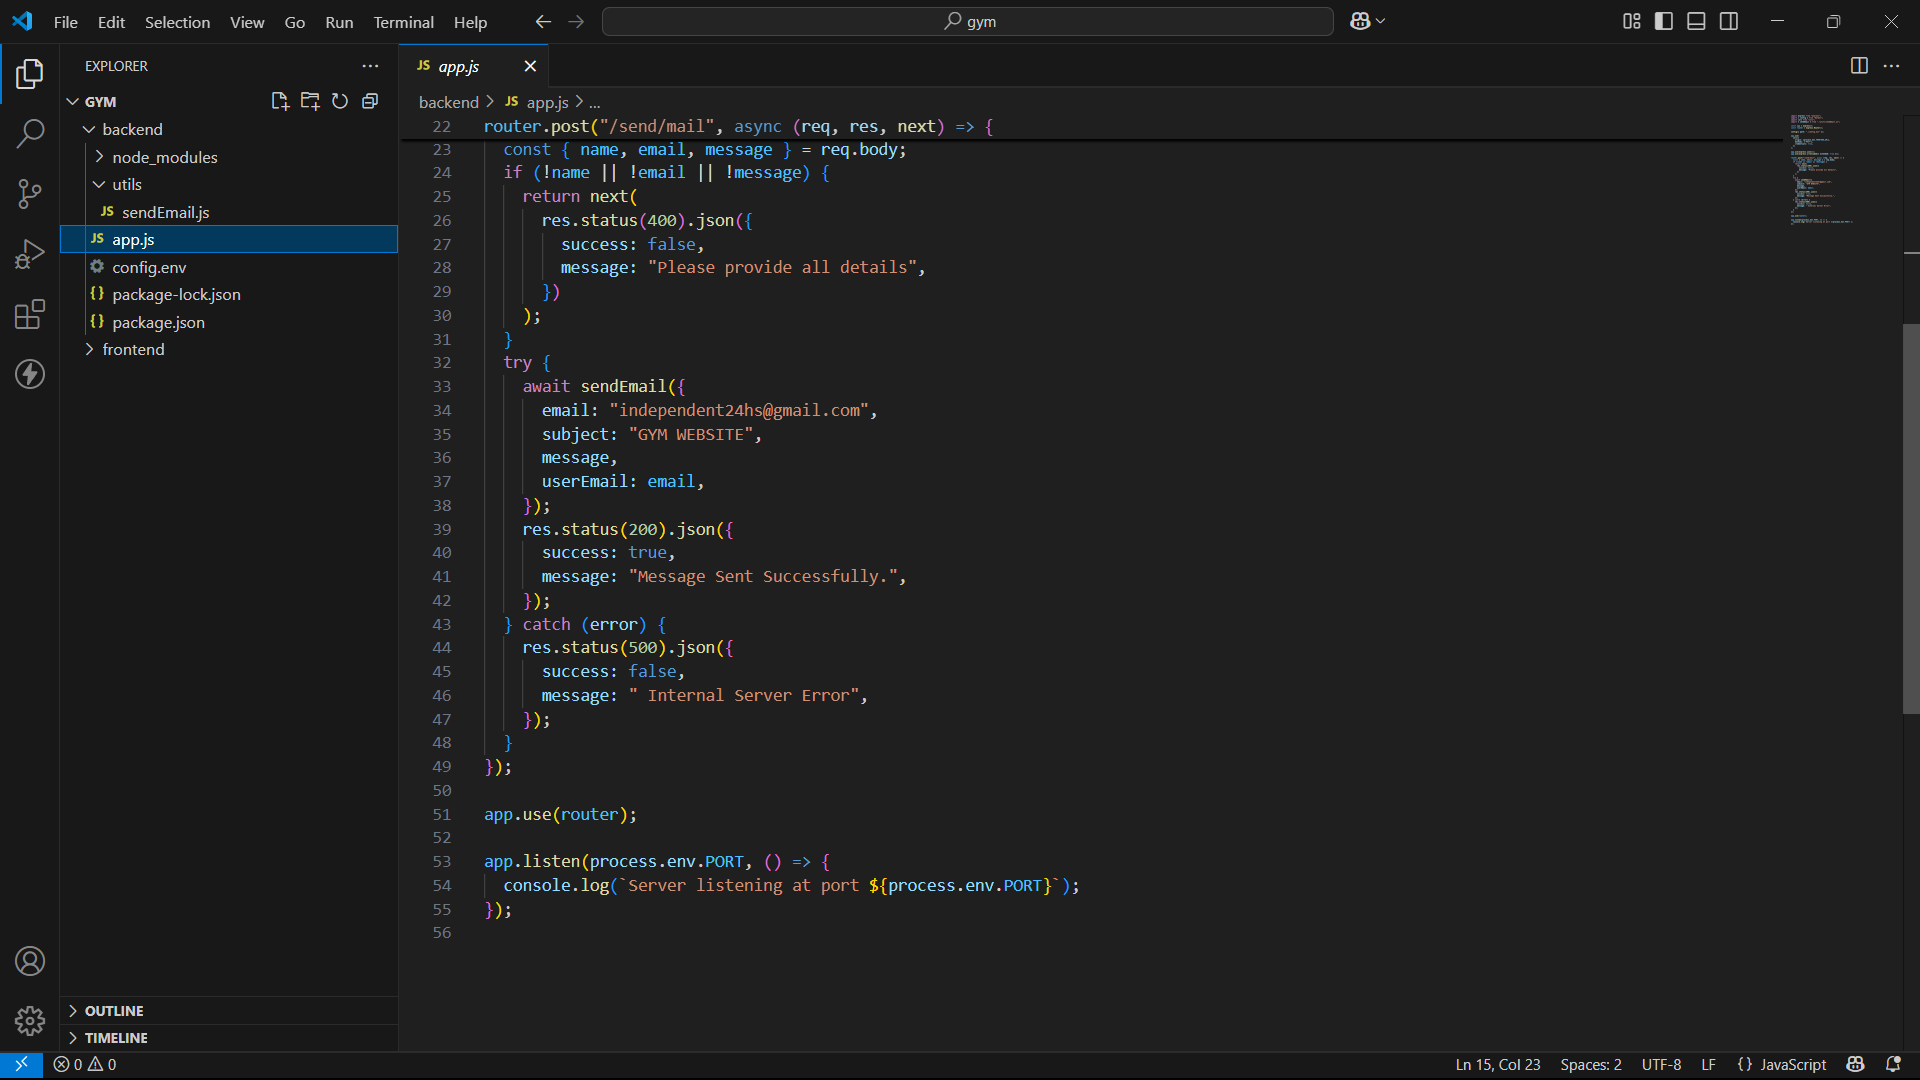 File Edit Selection View Go Run Terminal Help
gym
EXPLORER
GYM
backend
node_modules
utils
JS sendEmail.js
JS app.js
config.env
{} package-lock.json
{} package.json
frontend
OUTLINE
TIMELINE
JS app.js
backend > JS app.js > ...
22 router.post("/send/mail", async (req, res, next) => {
23 const { name, email, message } = req.body;
24 if (!name || !email || !message) {
25 return next(
26 res.status(400).json({
27 success: false,
28 message: "Please provide all details",
29 })
30 );
31 }
32 try {
33 await sendEmail({
34 email: "independent24hs@gmail.com",
35 subject: "GYM WEBSITE",
36 message,
37 userEmail: email,
38 });
39 res.status(200).json({
40 success: true,
41 message: "Message Sent Successfully.",
42 });
43 } catch (error) {
44 res.status(500).json({
45 success: false,
46 message: " Internal Server Error",
47 });
48 }
49 });
50
51 app.use(router);
52
53 app.listen(process.env.PORT, () => {
54 console.log(`Server listening at port ${process.env.PORT}`);
55 });
56
0 0 Ln 15, Col 23 Spaces: 2 UTF-8 LF {} JavaScript